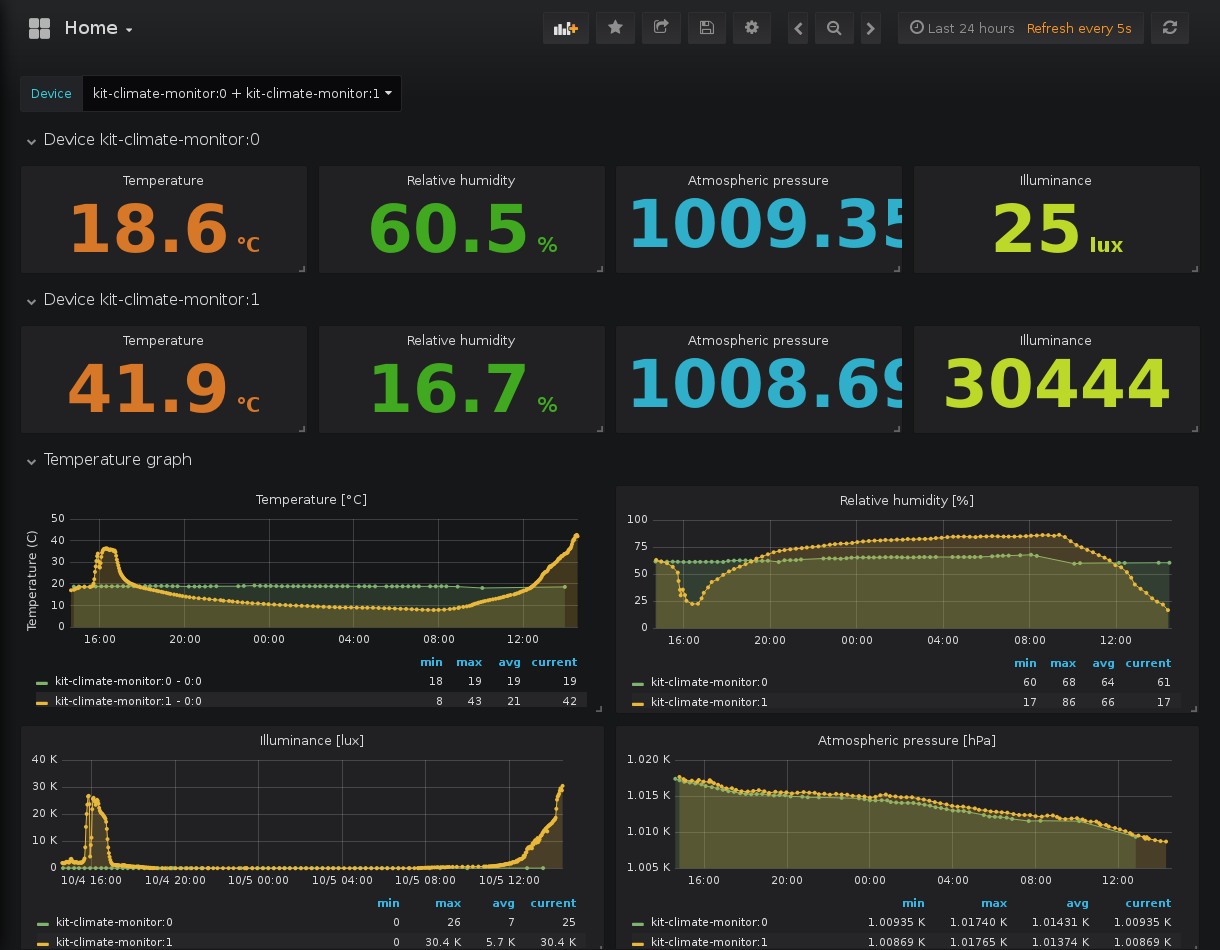 Home
Last 24 hours Refresh every 5s
Device kit-climate-monitor:0 + kit-climate-monitor:1
Device kit-climate-monitor:0
Temperature Relative humidity Atmospheric pressure Illuminance
18.6 °C 60.5 % 1009.35 25 lux
Device kit-climate-monitor:1
Temperature Relative humidity Atmospheric pressure Illuminance
41.9 °C 16.7 % 1008.69 30444
Temperature graph
Temperature [°C]
Temperature (C)
50
40
30
20
10
0
16:00 20:00 00:00 04:00 08:00 12:00
min max avg current
kit-climate-monitor:0 - 0:0 18 19 19 19
kit-climate-monitor:1 - 0:0 8 43 21 42
Relative humidity [%]
100
75
50
25
0
16:00 20:00 00:00 04:00 08:00 12:00
min max avg current
kit-climate-monitor:0 60 68 64 61
kit-climate-monitor:1 17 86 66 17
Illuminance [lux]
40 K
30 K
20 K
10 K
0
10/4 16:00 10/4 20:00 10/5 00:00 10/5 04:00 10/5 08:00 10/5 12:00
min max avg current
kit-climate-monitor:0 0 26 7 25
kit-climate-monitor:1 0 30.4 K 5.7 K 30.4 K
Atmospheric pressure [hPa]
1.020 K
1.015 K
1.010 K
1.005 K
16:00 20:00 00:00 04:00 08:00 12:00
min max avg current
kit-climate-monitor:0 1.00935 K 1.01740 K 1.01431 K 1.00935 K
kit-climate-monitor:1 1.00869 K 1.01765 K 1.01374 K 1.00869 K